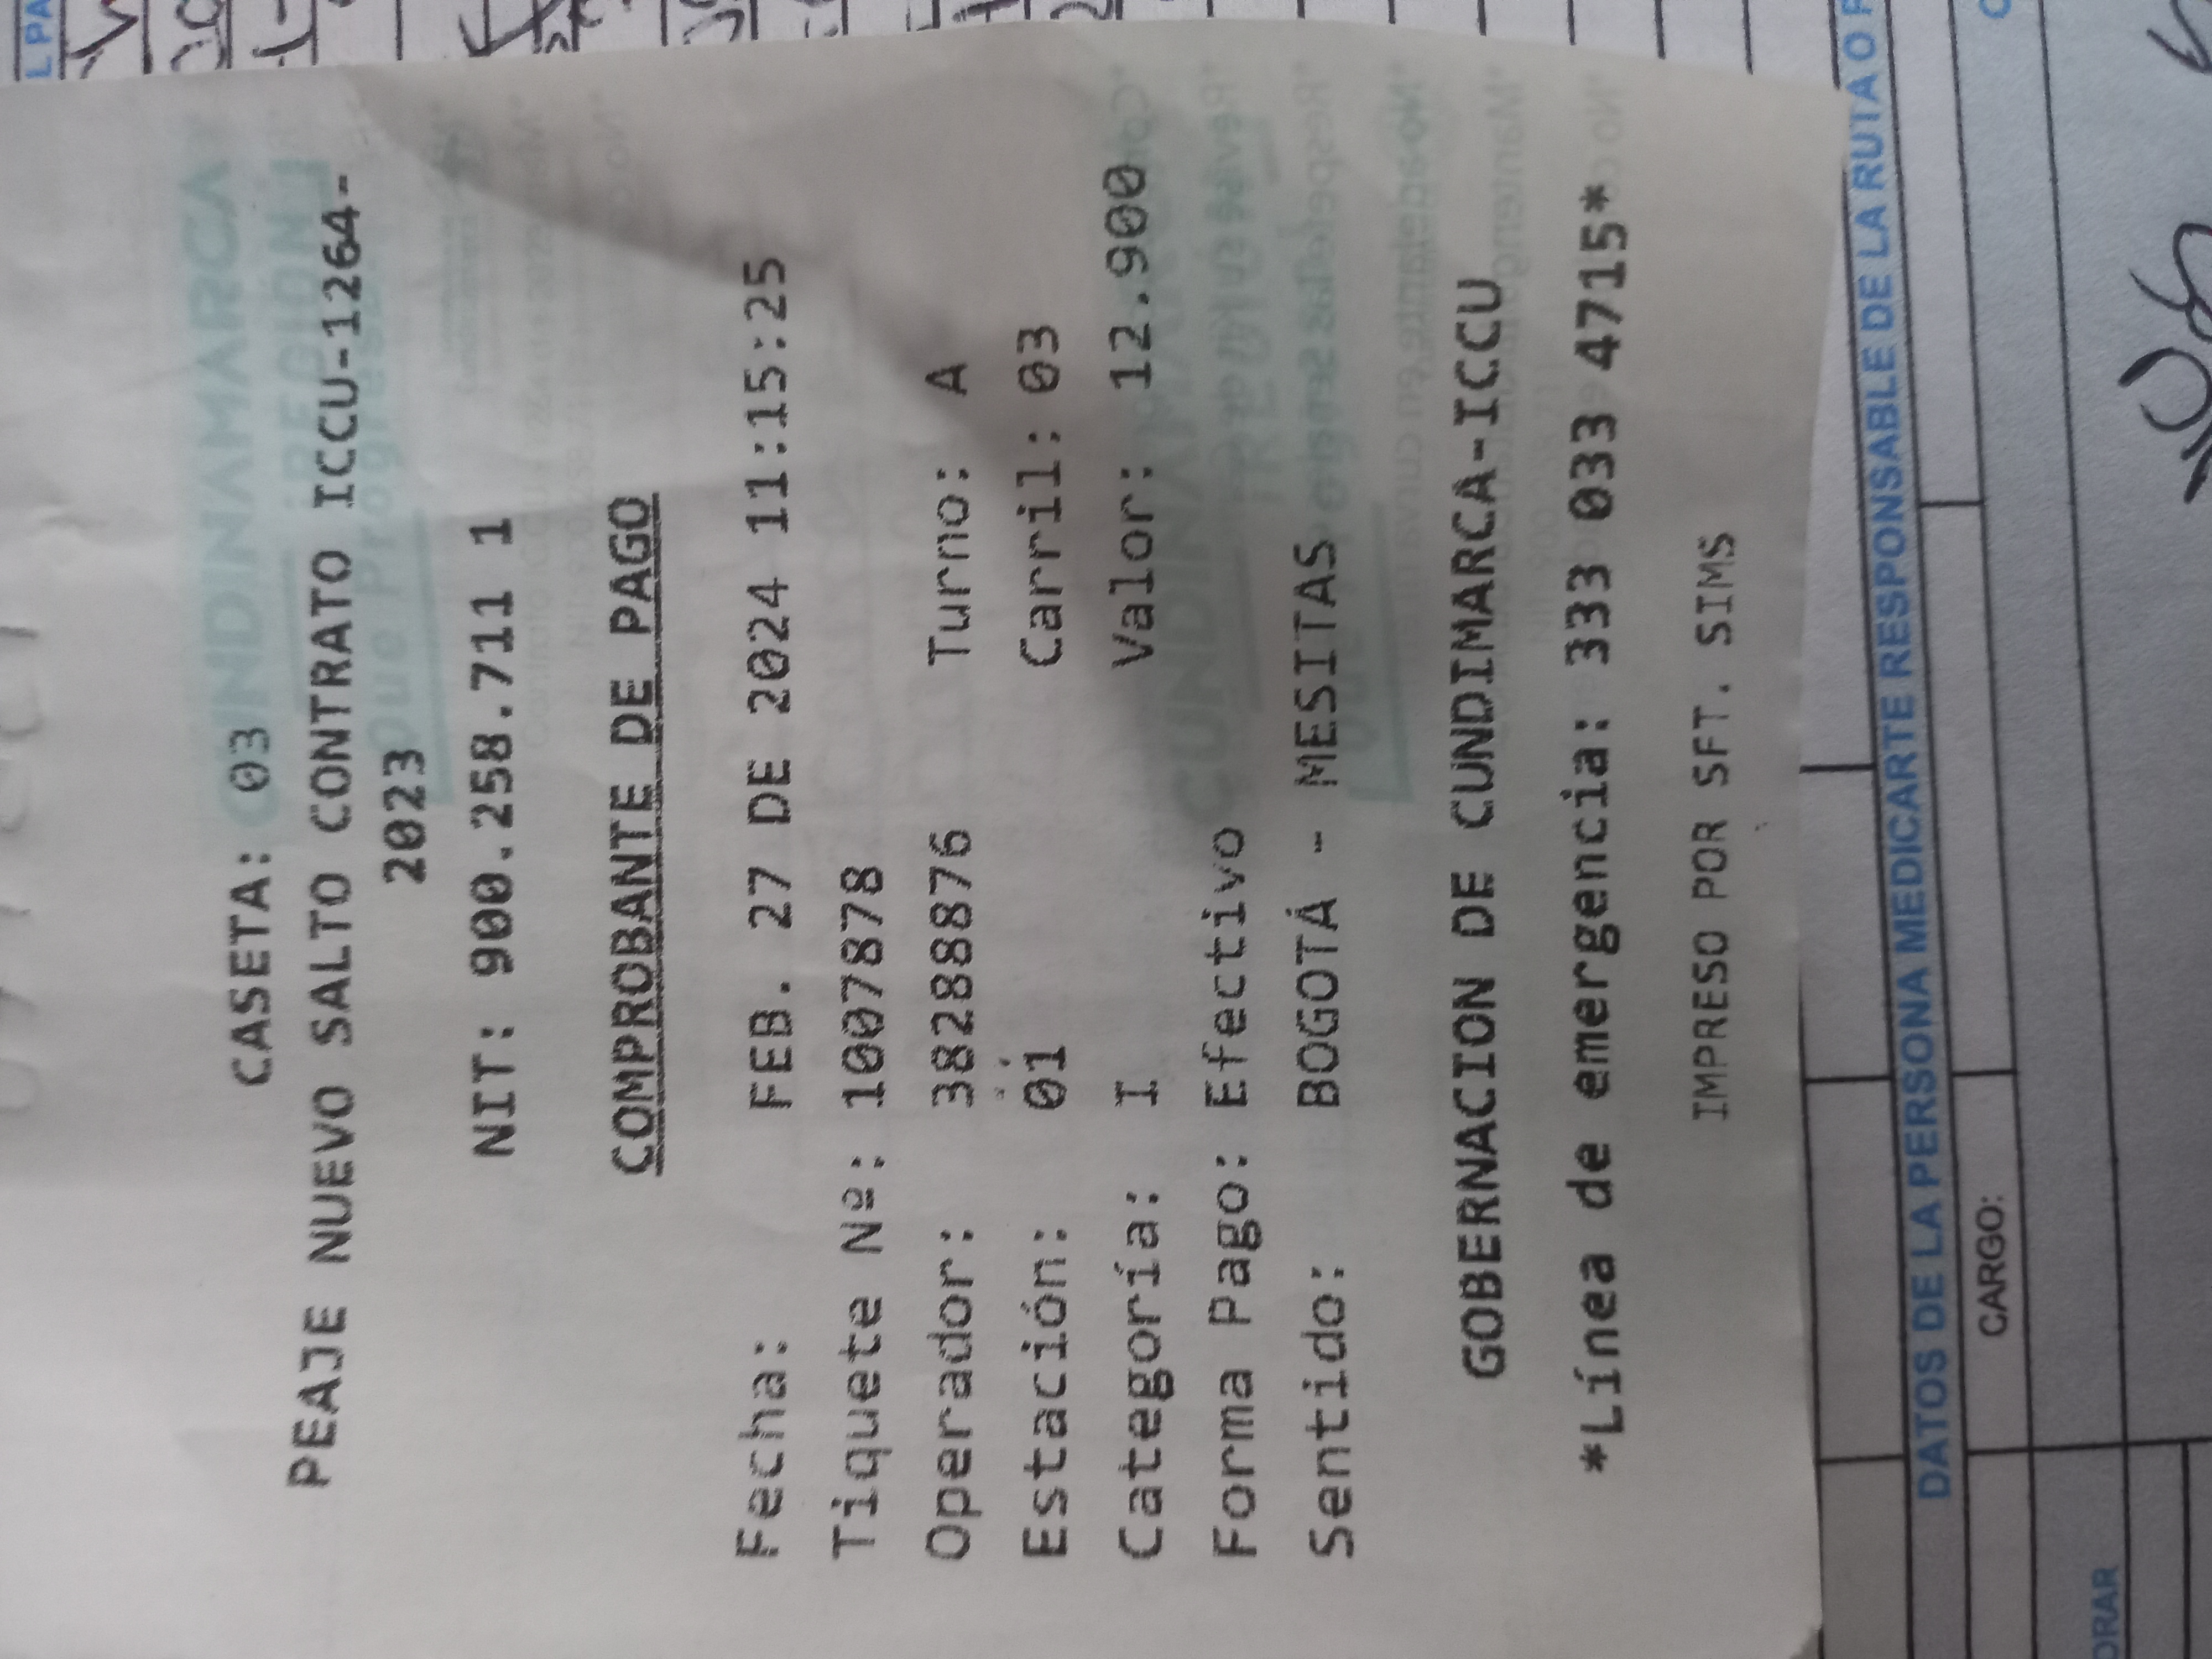 CASETA: 03
PEAJE NUEVO SALTO CONTRATO ICCU-1264-
2023
NIT: 900.258.711 1
COMPROBANTE DE PAGO
Fecha: FEB. 27 DE 2024 11:15:25
Tiquete Nº: 1007878
Operador: 38288876 Turno: A
Estación: 01 Carril: 03
Categoría: I Valor: 12.900
Forma Pago: Efectivo
Sentido: BOGOTÁ - MESITAS
GOBERNACION DE CUNDIMARCA-ICCU
*Línea de emergencia: 333 033 4715*
IMPRESO POR SFT. SIMS
DATOS DE LA PERSONA MEDICARTE RESPONSABLE DE LA RUTA O
CARGO: